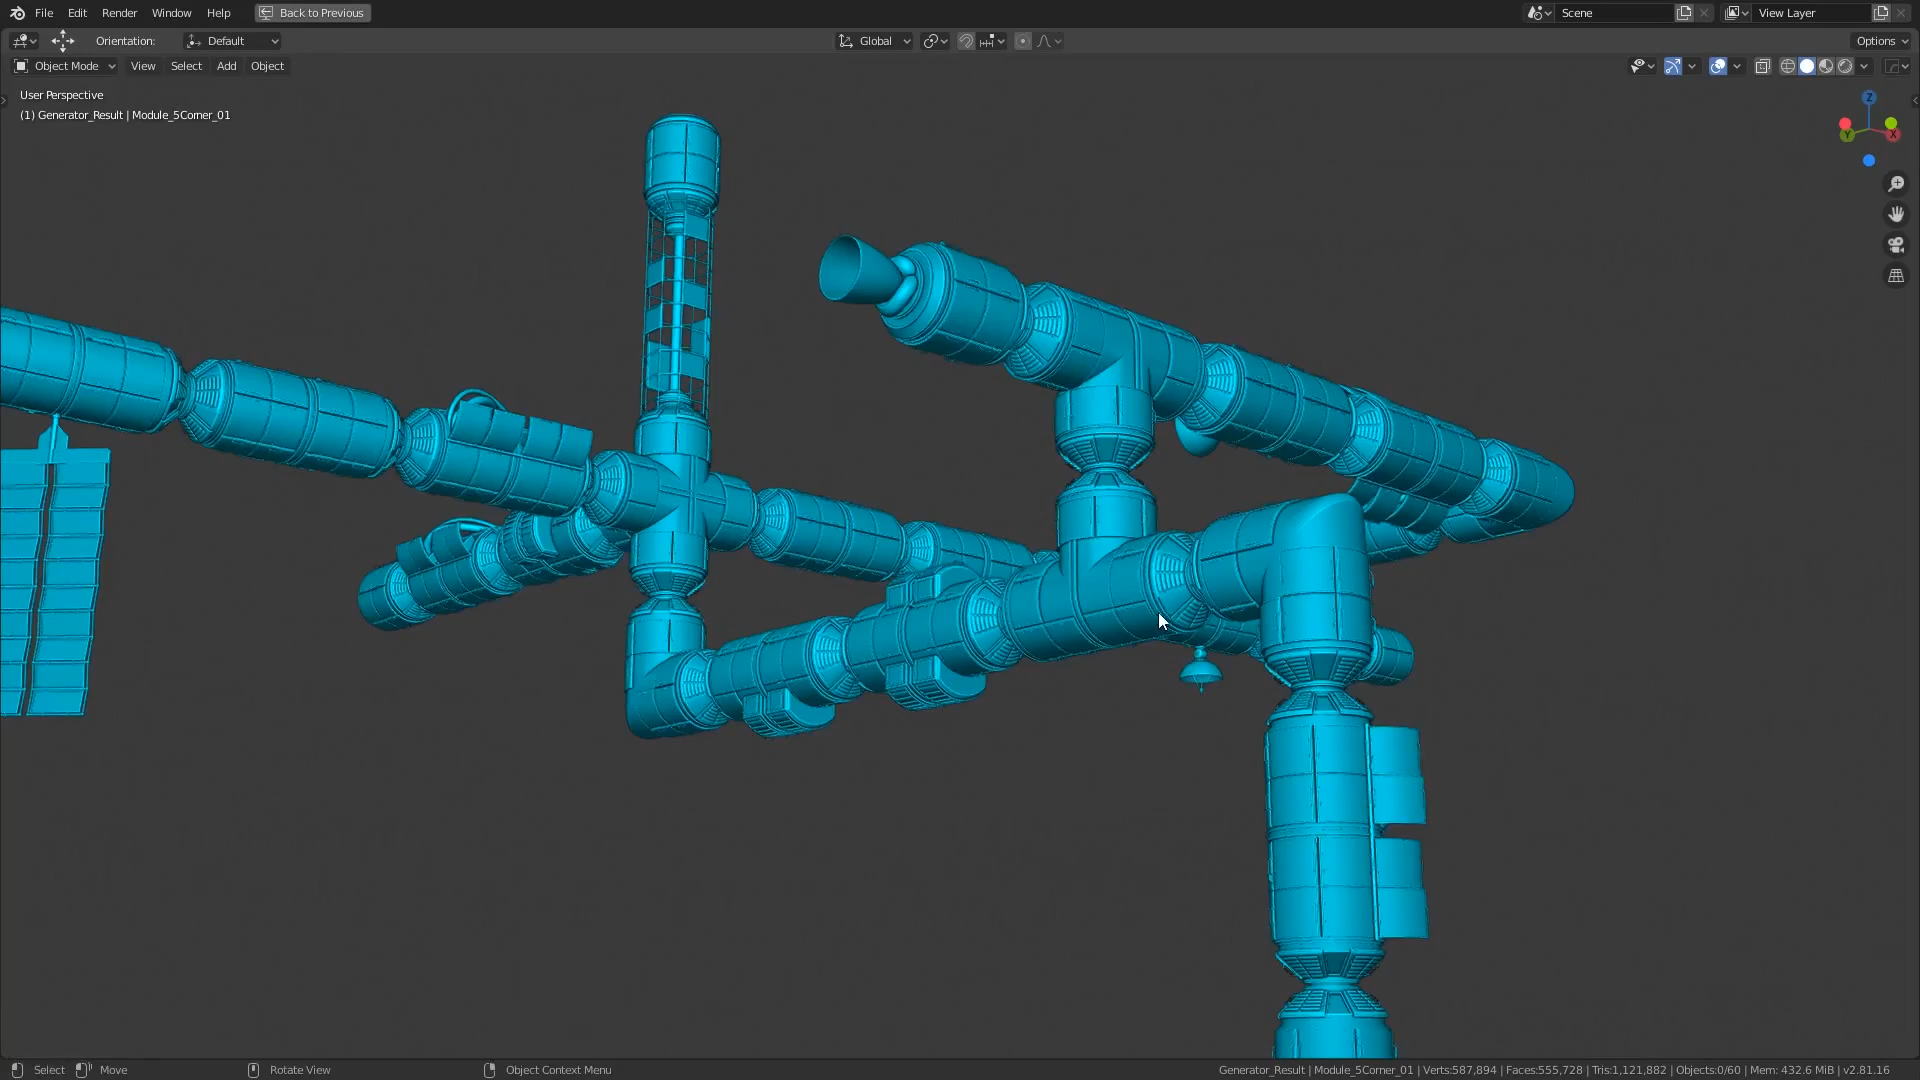 File Edit Render Window Help Back to Previous Scene View Layer
Orientation: Default Global Options
Object Mode View Select Add Object
User Perspective
(1) Generator_Result | Module_5Corner_01
Z
Y X
Select Move Rotate View Object Context Menu Generator_Result | Module_5Corner_01 | Verts:587,894 | Faces:555,728 | Tris:1,121,882 | Objects:0/60 | Mem: 432.6 MiB | v2.81.16